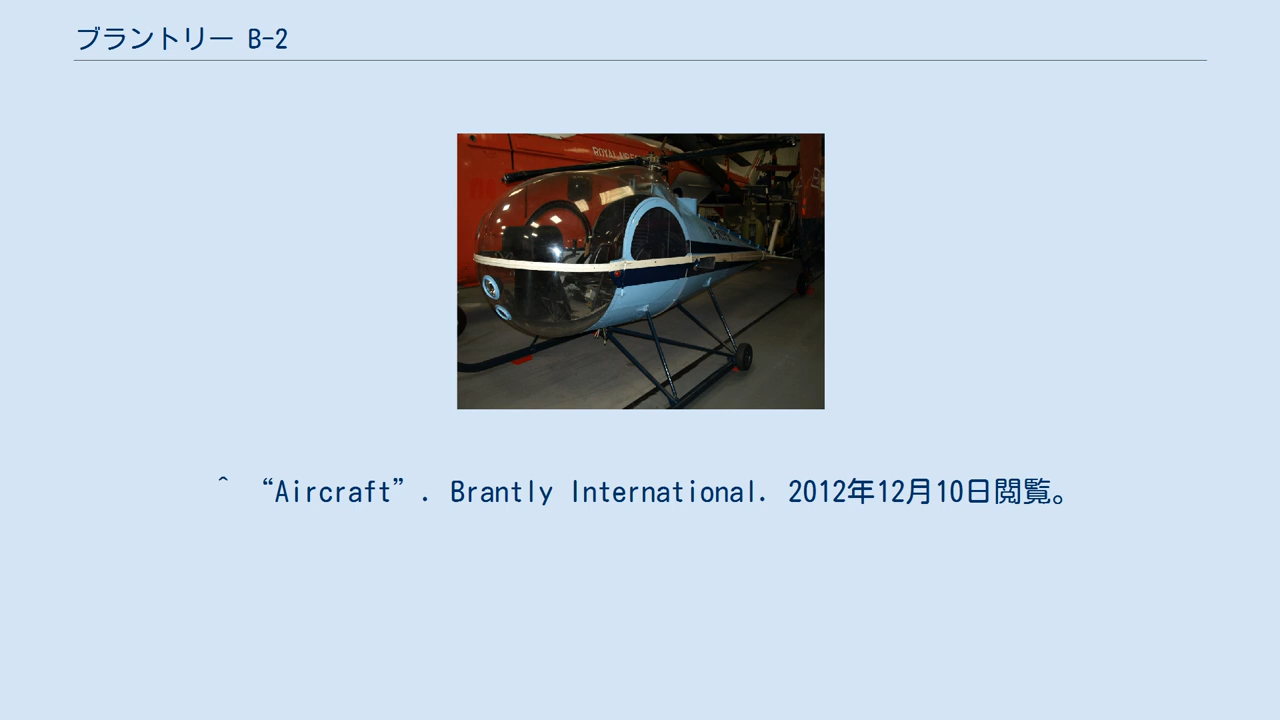 ブラントリー B-2
ROYAL
^ “Aircraft”. Brantly International. 2012年12月10日閲覧。